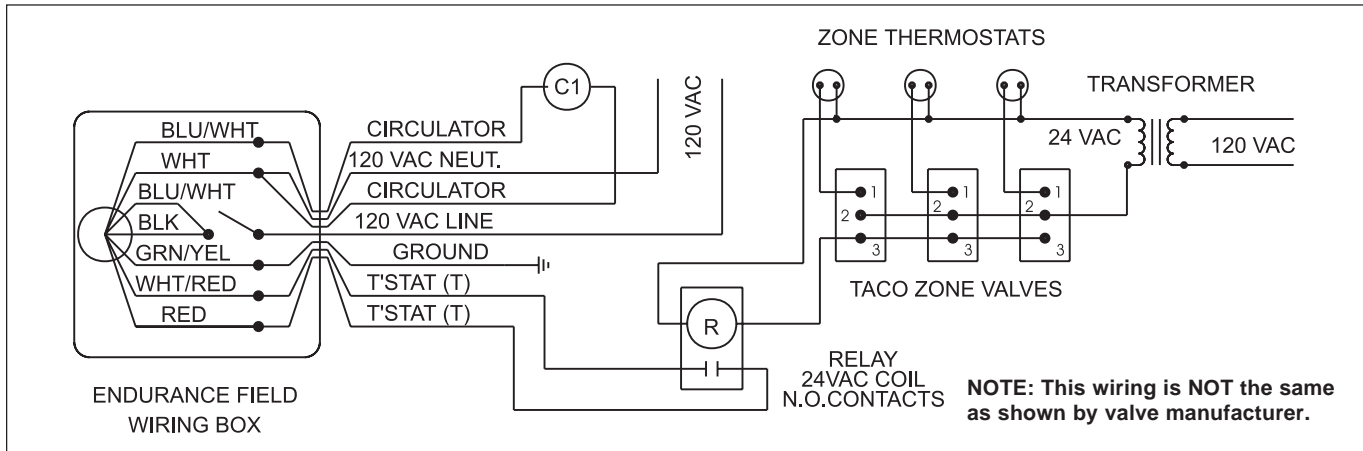 ZONE THERMOSTATS
TRANSFORMER
C1
120 VAC
BLU/WHT
CIRCULATOR
24 VAC
120 VAC
WHT
120 VAC NEUT.
BLU/WHT
CIRCULATOR
1
1
1
2
2
2
3
3
3
BLK
120 VAC LINE
GRN/YEL
GROUND
WHT/RED
T'STAT (T)
TACO ZONE VALVES
RED
T'STAT (T)
R
RELAY
24VAC COIL
N.O.CONTACTS
ENDURANCE FIELD
WIRING BOX
NOTE: This wiring is NOT the same
as shown by valve manufacturer.